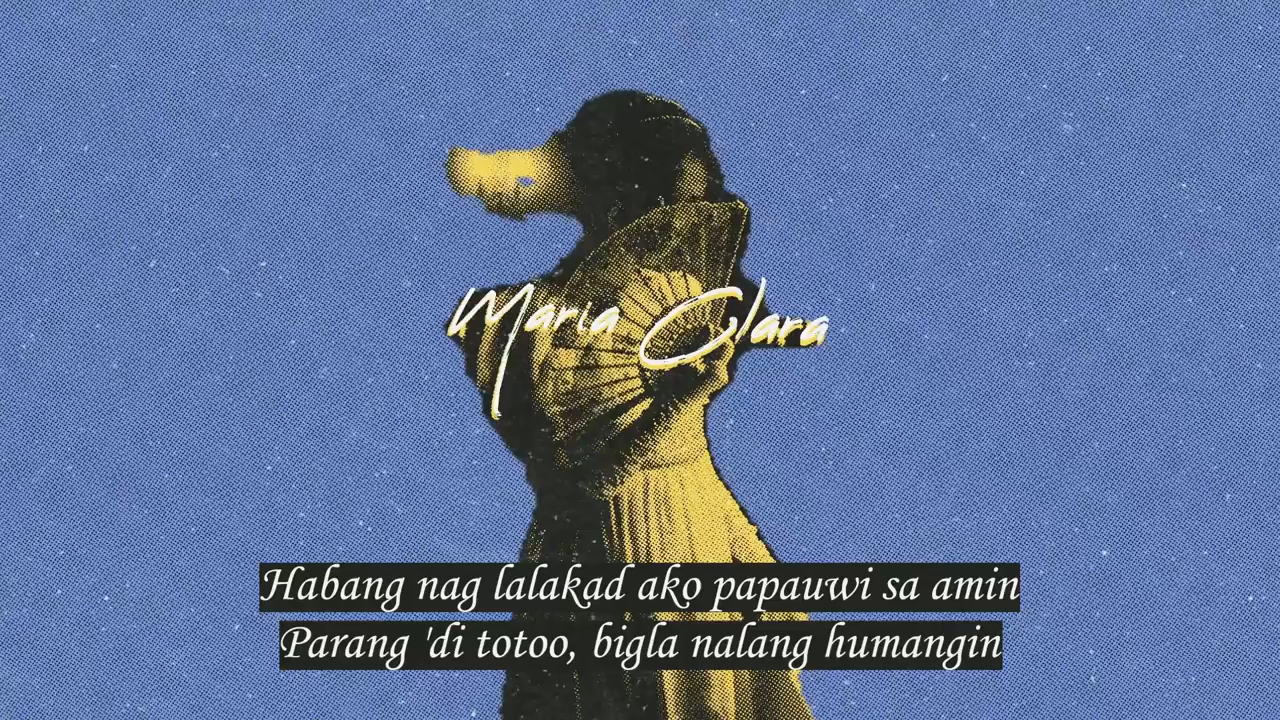 Maria Clara
Habang nag lalakad ako papauwi sa amin
Parang 'di totoo, bigla nalang humangin